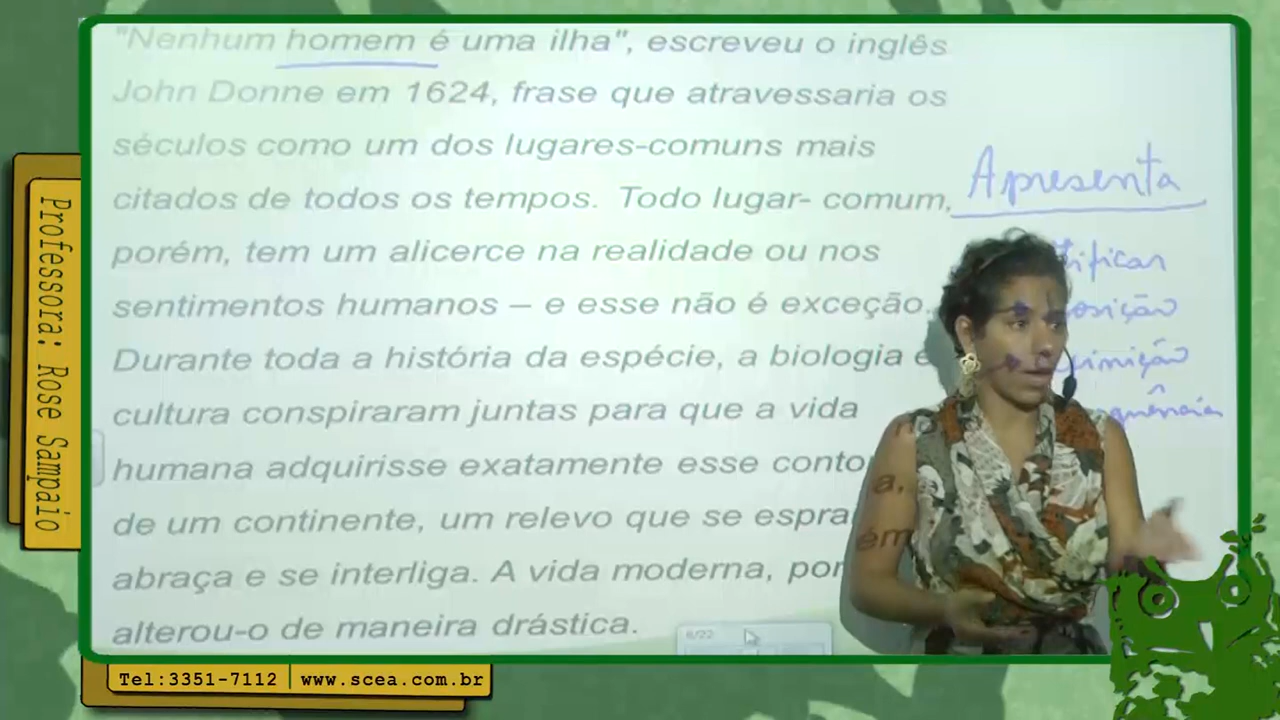 "Nenhum homem é uma ilha", escreveu o inglês
John Donne em 1624, frase que atravessaria os
séculos como um dos lugares-comuns mais
citados de todos os tempos. Todo lugar- comum,
porém, tem um alicerce na realidade ou nos
sentimentos humanos – e esse não é exceção.
Durante toda a história da espécie, a biologia e
cultura conspiraram juntas para que a vida
humana adquirisse exatamente esse
de um continente, um relevo que se
abraça e se interliga. A vida moderna,
alterou-o de maneira drástica.
Apresenta
Professora: Rose Sampaio
6/22
Tel:3351-7112 | www.scea.com.br